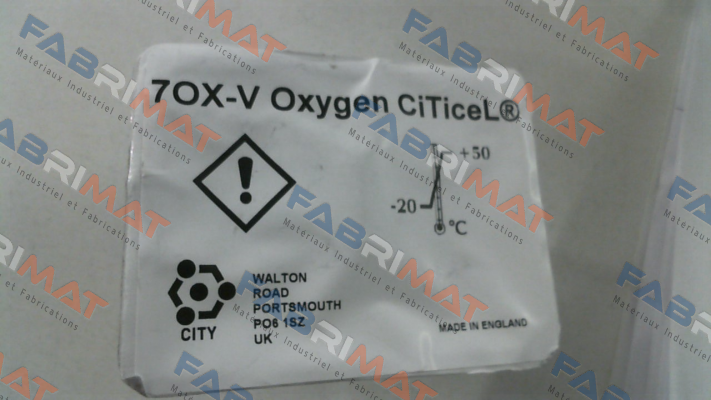 7OX-V Oxygen CiTiceL®
+50
-20
°C
CITY
WALTON
ROAD
PORTSMOUTH
PO6 1SZ
UK
MADE IN ENGLAND
FABRIMAT
Materiaux Industriel et Fabrications